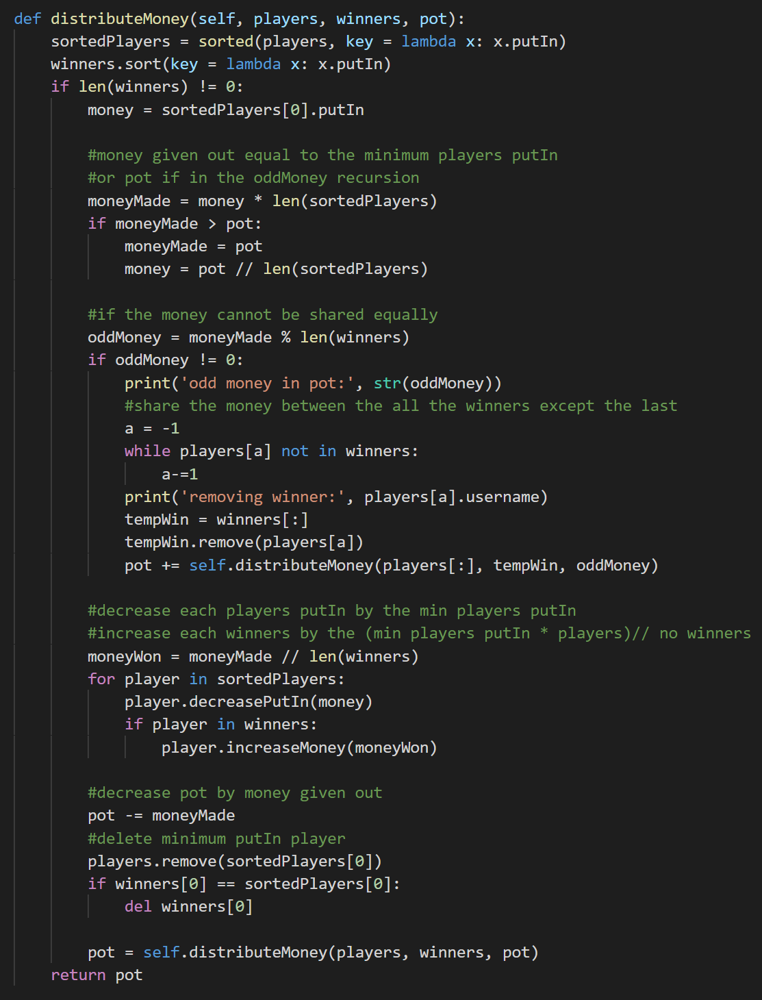 def distributeMoney(self, players, winners, pot):
    sortedPlayers = sorted(players, key = lambda x: x.putIn)
    winners.sort(key = lambda x: x.putIn)
    if len(winners) != 0:
        money = sortedPlayers[0].putIn

        #money given out equal to the minimum players putIn
        #or pot if in the oddMoney recursion
        moneyMade = money * len(sortedPlayers)
        if moneyMade > pot:
            moneyMade = pot
            money = pot // len(sortedPlayers)

        #if the money cannot be shared equally
        oddMoney = moneyMade % len(winners)
        if oddMoney != 0:
            print('odd money in pot:', str(oddMoney))
            #share the money between the all the winners except the last
            a = -1
            while players[a] not in winners:
                a-=1
            print('removing winner:', players[a].username)
            tempWin = winners[:]
            tempWin.remove(players[a])
            pot += self.distributeMoney(players[:], tempWin, oddMoney)

        #decrease each players putIn by the min players putIn
        #increase each winners by the (min players putIn * players)// no winners
        moneyWon = moneyMade // len(winners)
        for player in sortedPlayers:
            player.decreasePutIn(money)
            if player in winners:
                player.increaseMoney(moneyWon)

        #decrease pot by money given out
        pot -= moneyMade
        #delete minimum putIn player
        players.remove(sortedPlayers[0])
        if winners[0] == sortedPlayers[0]:
            del winners[0]

        pot = self.distributeMoney(players, winners, pot)
    return pot